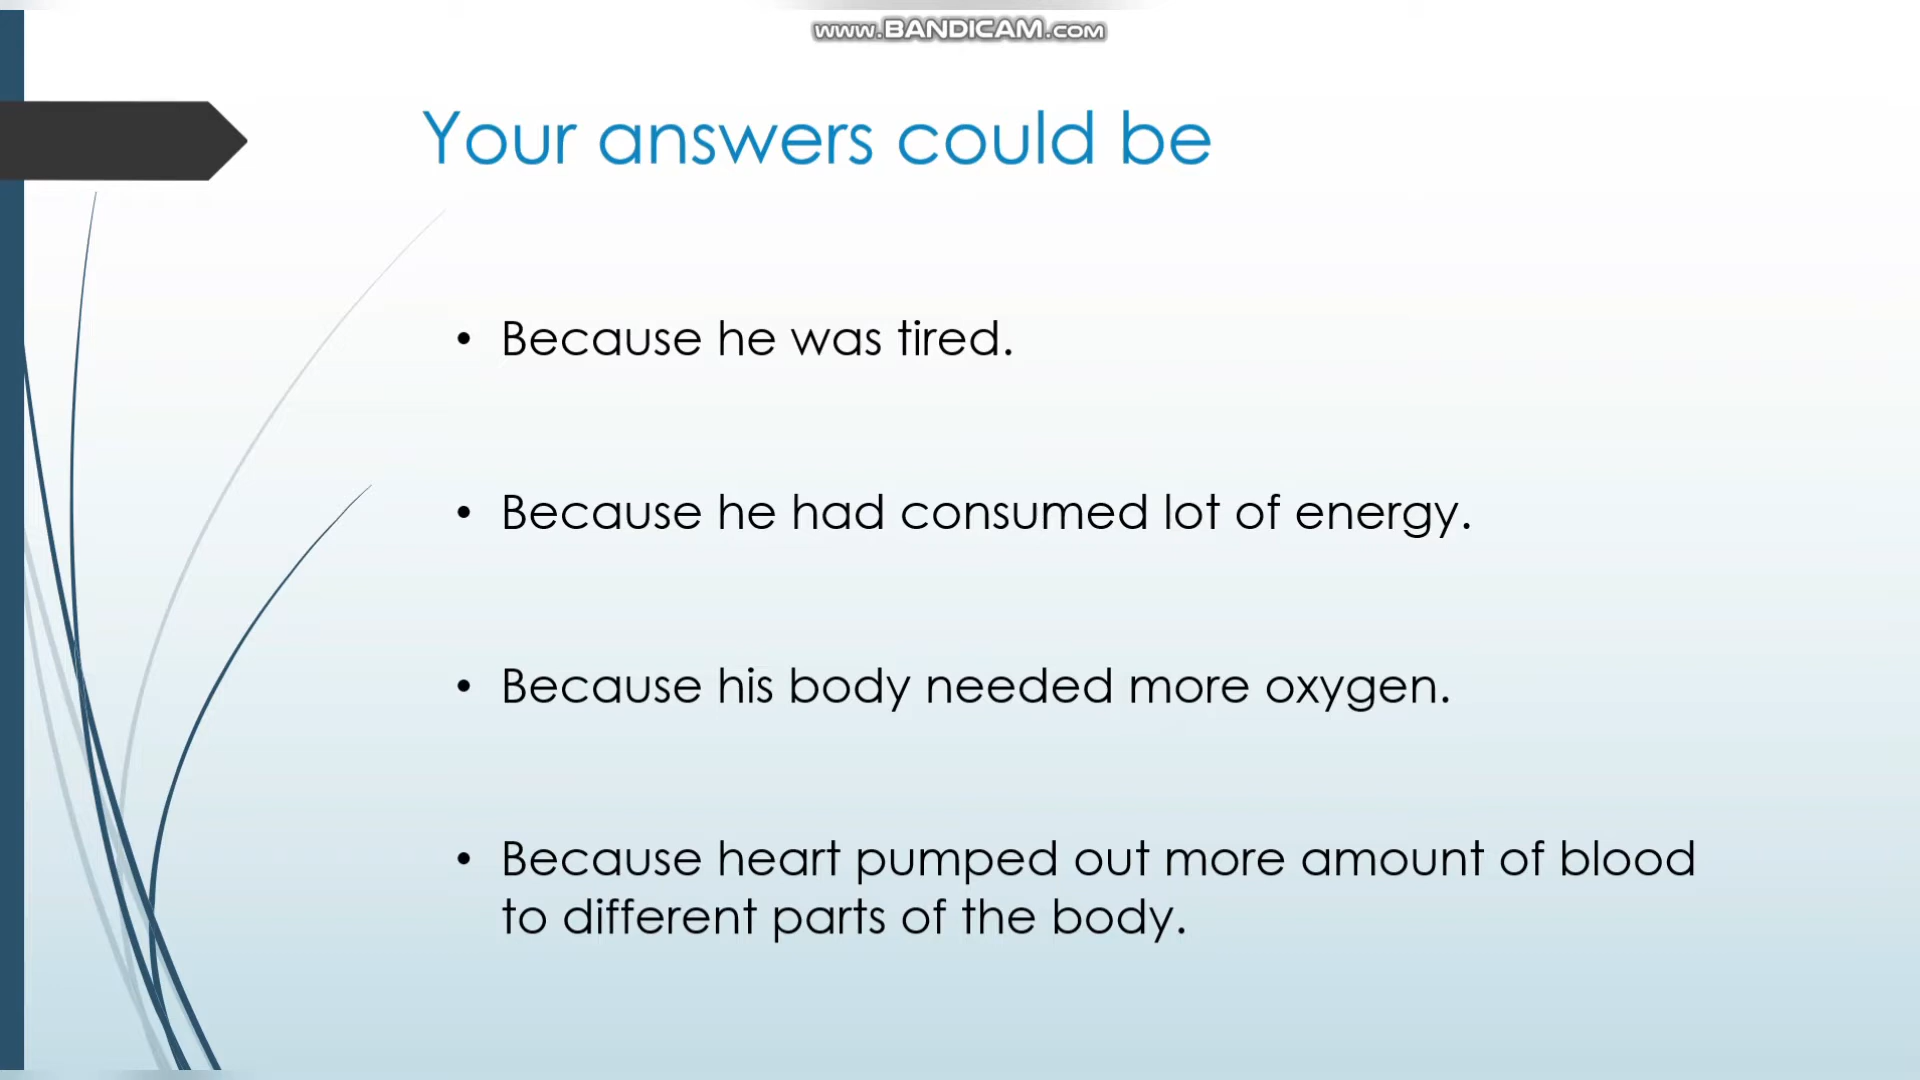 www.BANDICAM.com
Your answers could be
• Because he was tired.
• Because he had consumed lot of energy.
• Because his body needed more oxygen.
• Because heart pumped out more amount of blood
to different parts of the body.